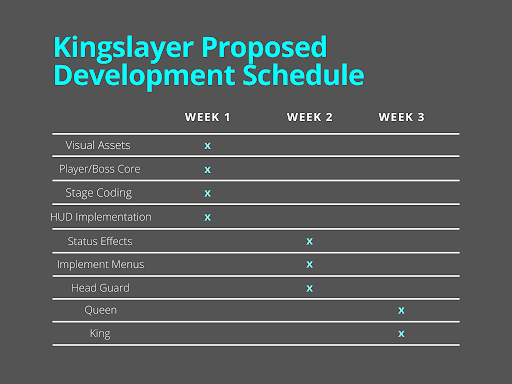 Kingslayer Proposed
Development Schedule
WEEK 1 WEEK 2 WEEK 3
Visual Assets x
Player/Boss Core x
Stage Coding x
HUD Implementation x
Status Effects x
Implement Menus x
Head Guard x
Queen x
King x